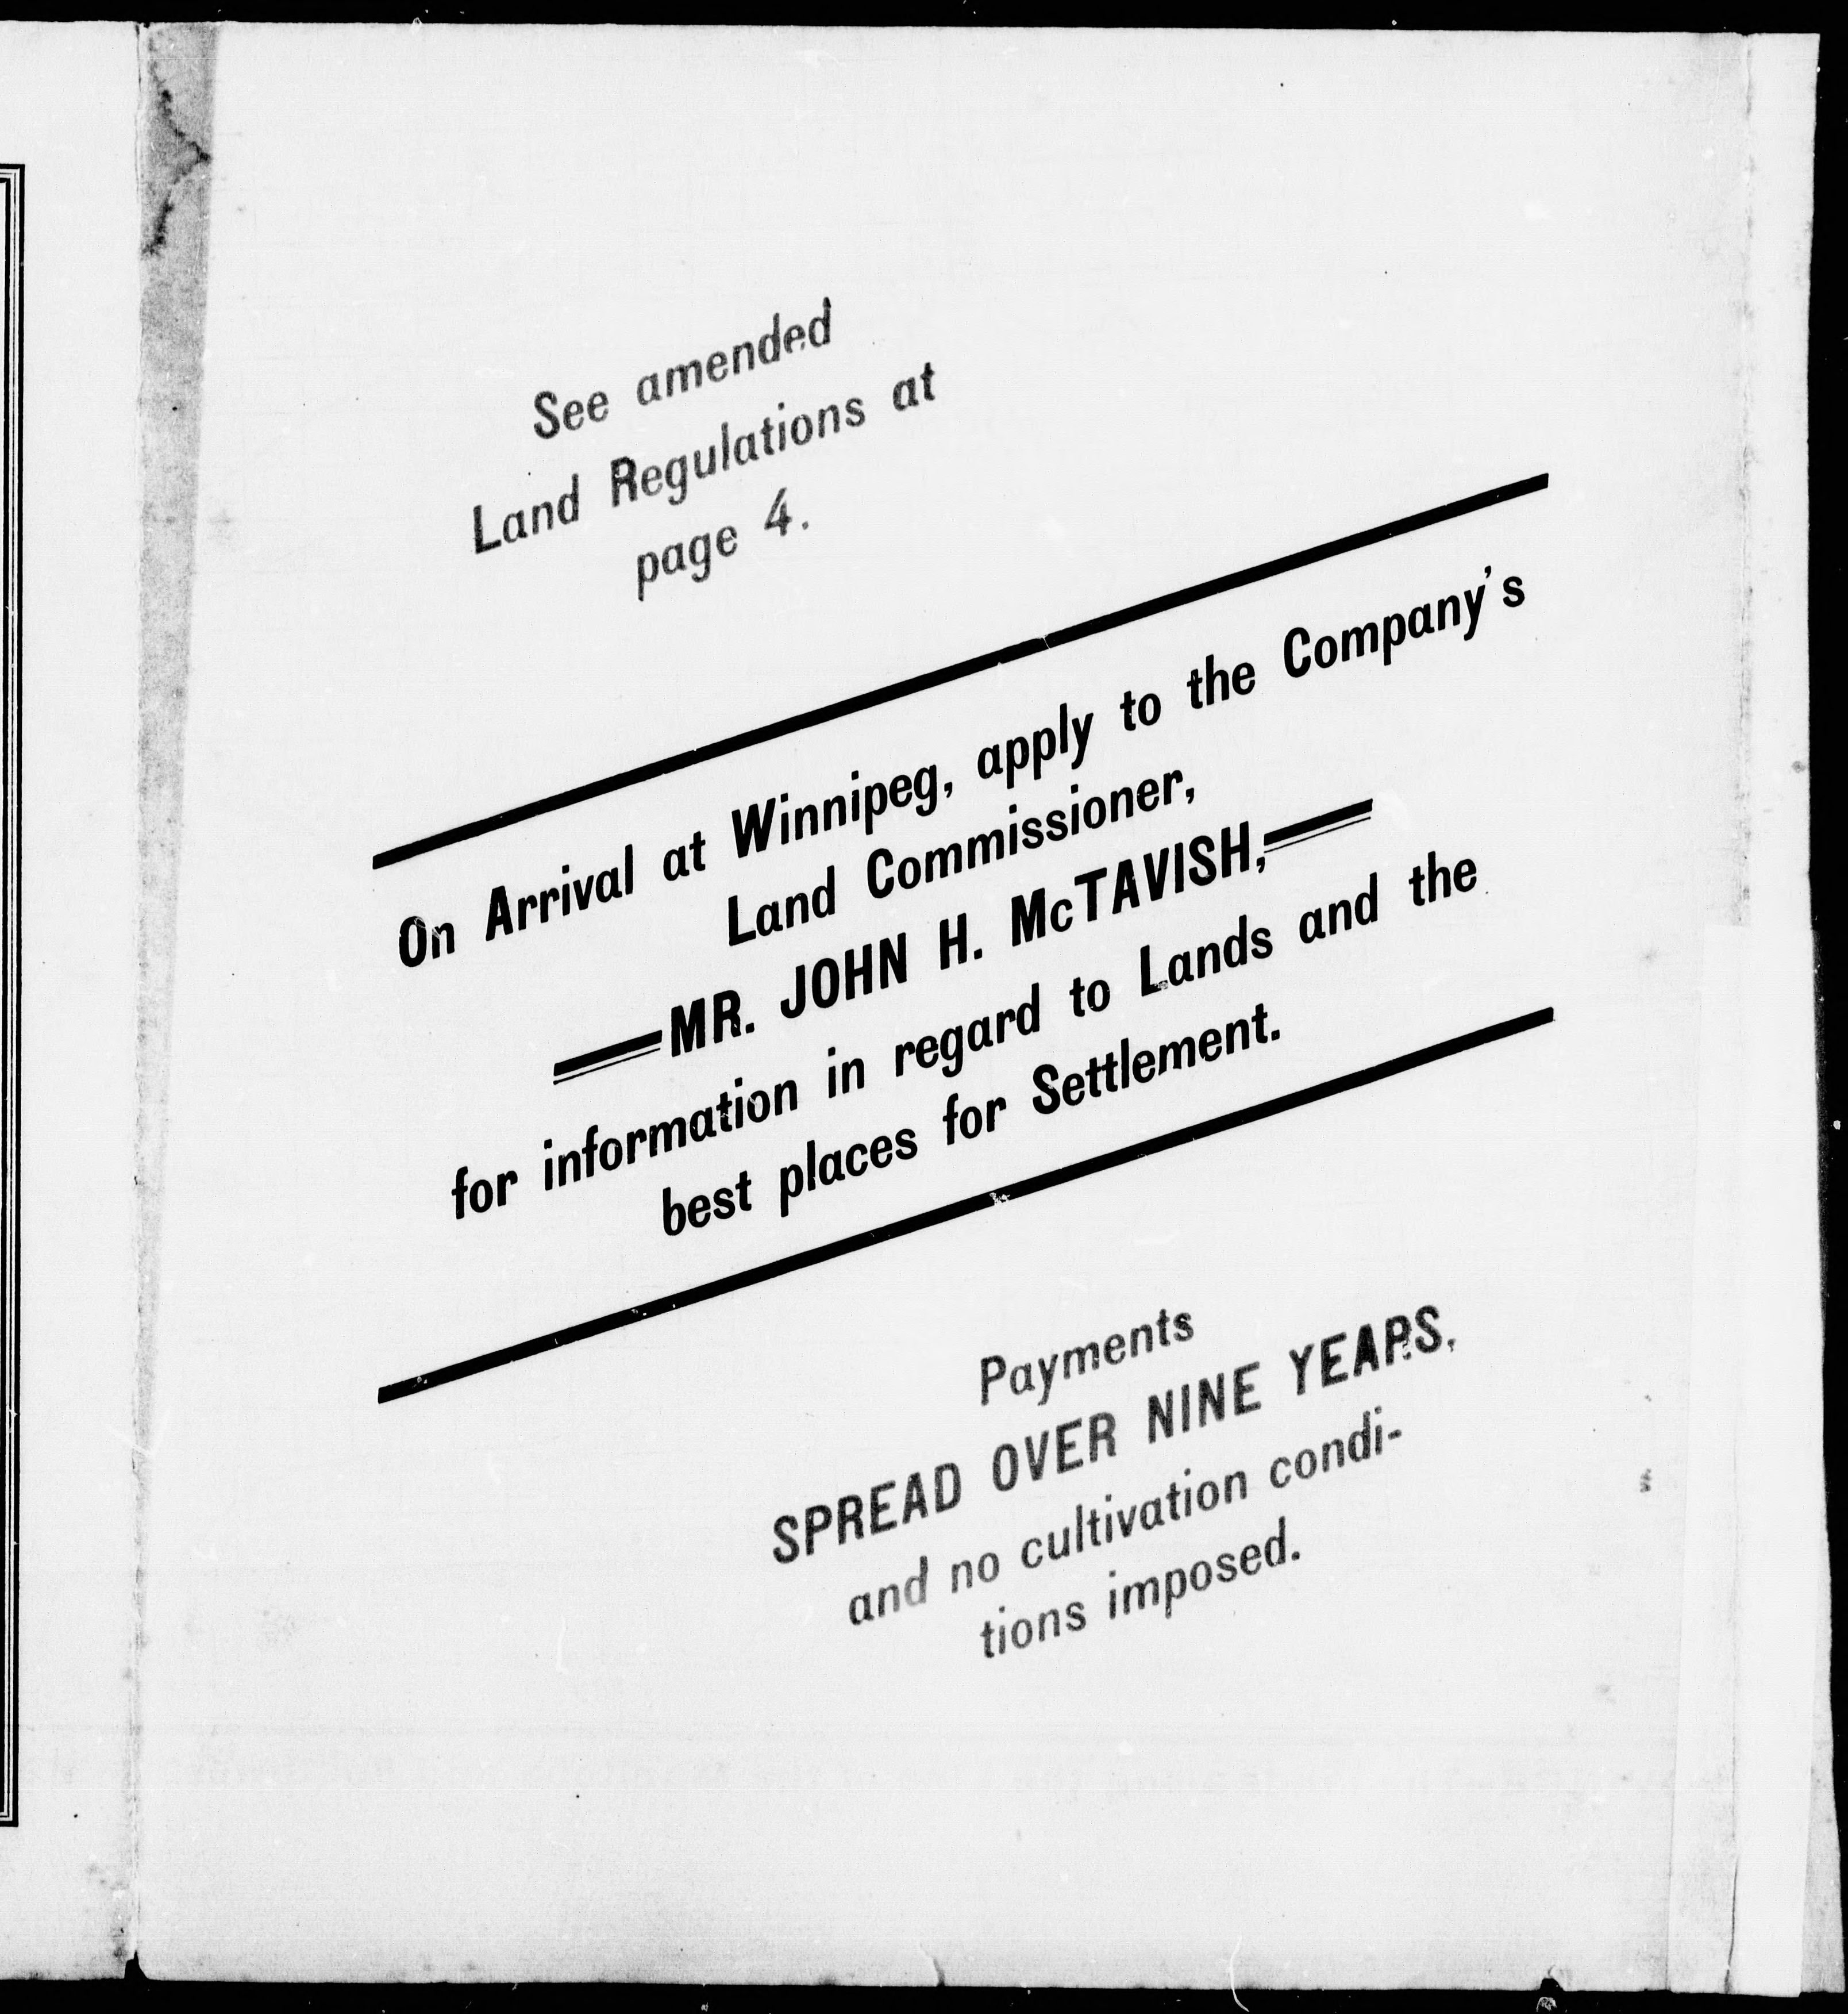 See amended
Land Regulations at
page 4.
On Arrival at Winnipeg, apply to the Company's
Land Commissioner,
MR. JOHN H. McTAVISH,
for information in regard to Lands and the
best places for Settlement.
Payments
SPREAD OVER NINE YEARS,
and no cultivation condi-
tions imposed.